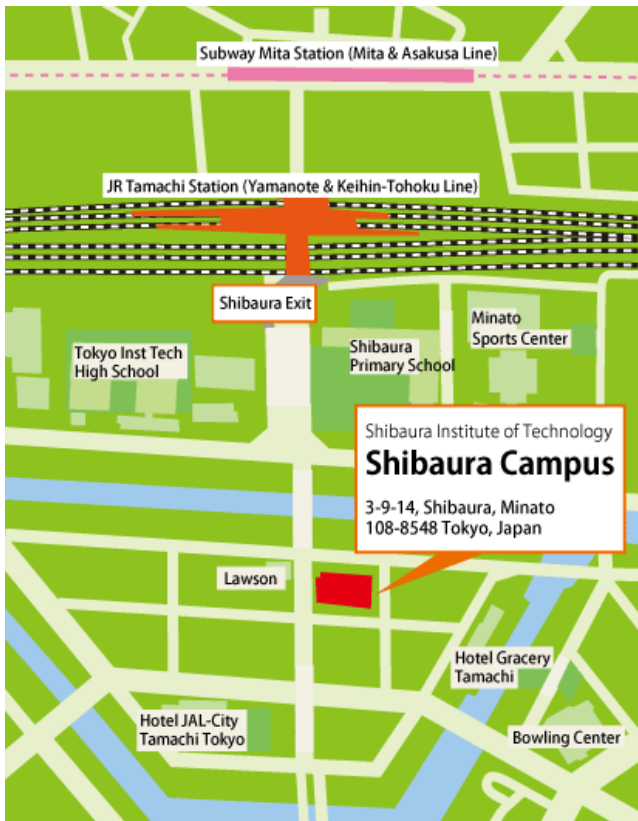 Subway Mita Station (Mita & Asakusa Line)
JR Tamachi Station (Yamanote & Keihin-Tohoku Line)
Shibaura Exit
Minato
Sports Center
Tokyo Inst Tech
High School
Shibaura
Primary School
Shibaura Institute of Technology
Shibaura Campus
3-9-14, Shibaura, Minato
108-8548 Tokyo, Japan
Lawson
Hotel Gracery
Tamachi
Hotel JAL-City
Tamachi Tokyo
Bowling Center